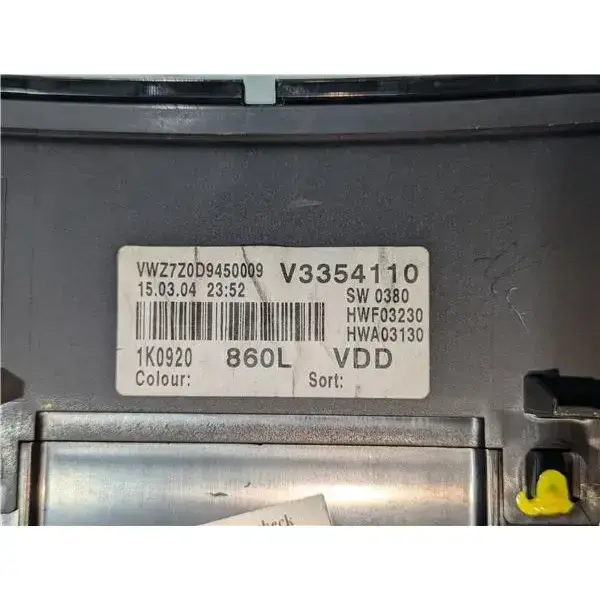 VWZ7Z0D9450009 V3354110
15.03.04 23:52 SW 0380
HWF03230
HWA03130
1K0920 860L VDD
Colour: Sort: